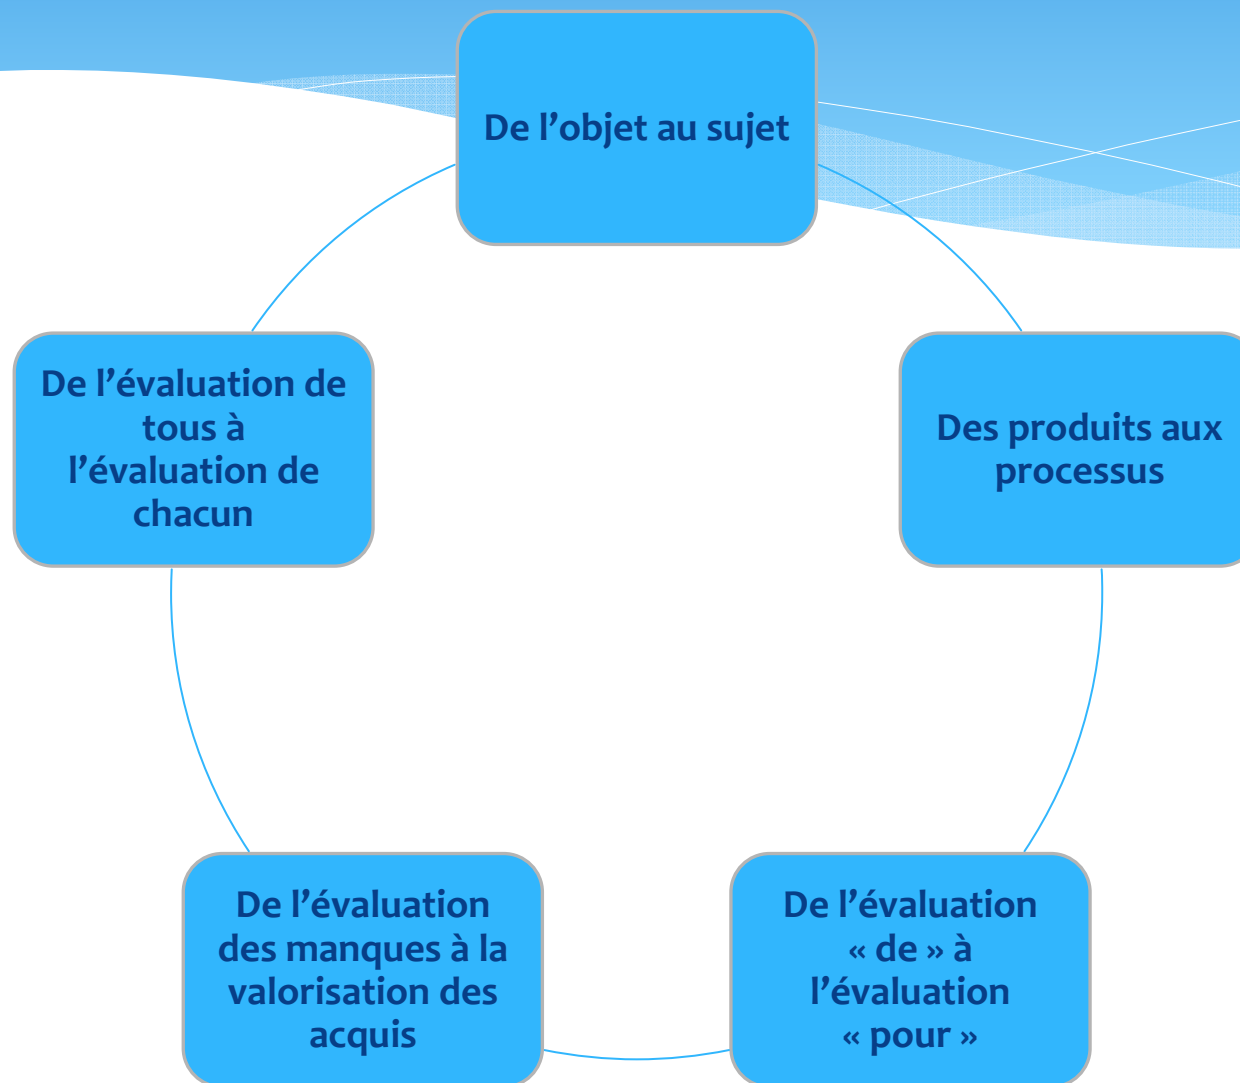 De l’objet au sujet
Des produits aux
processus
De l’évaluation
« de » à
l’évaluation
« pour »
De l’évaluation
des manques à la
valorisation des
acquis
De l’évaluation de
tous à
l’évaluation de
chacun